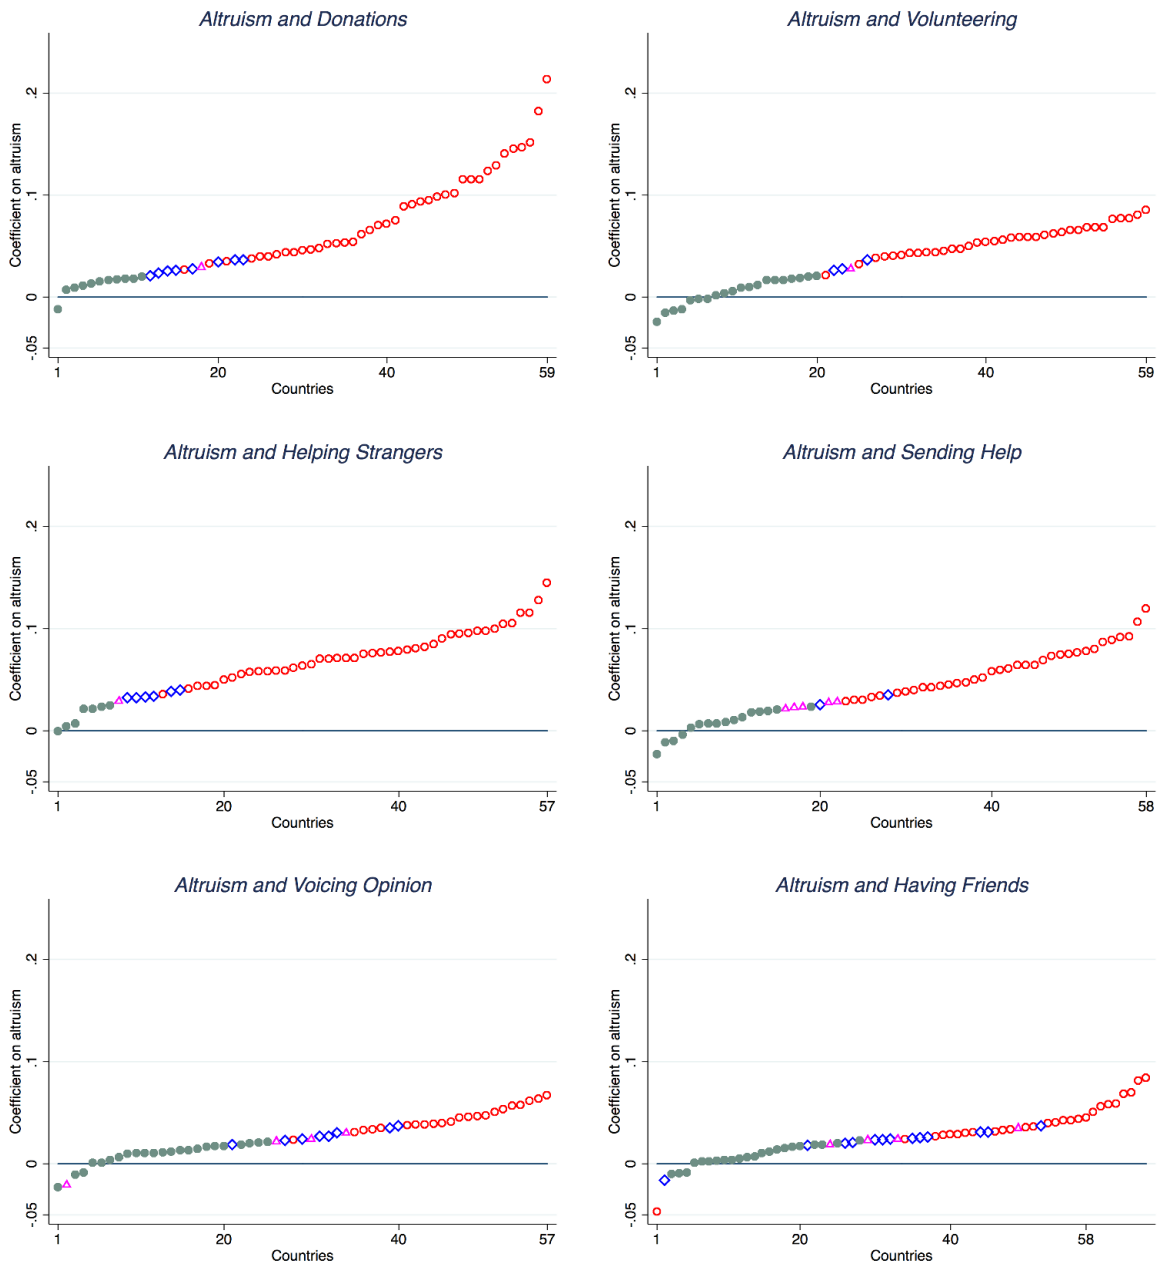 Altruism and Donations
Coefficient on altruism
.2
.1
0
-.05
1
20
40
59
Countries
Altruism and Volunteering
Coefficient on altruism
.2
.1
0
-.05
1
20
40
59
Countries
Altruism and Helping Strangers
Coefficient on altruism
.2
.1
0
-.05
1
20
40
57
Countries
Altruism and Sending Help
Coefficient on altruism
.2
.1
0
-.05
1
20
40
58
Countries
Altruism and Voicing Opinion
Coefficient on altruism
.2
.1
0
-.05
1
20
40
57
Countries
Altruism and Having Friends
Coefficient on altruism
.2
.1
0
-.05
1
20
40
58
Countries